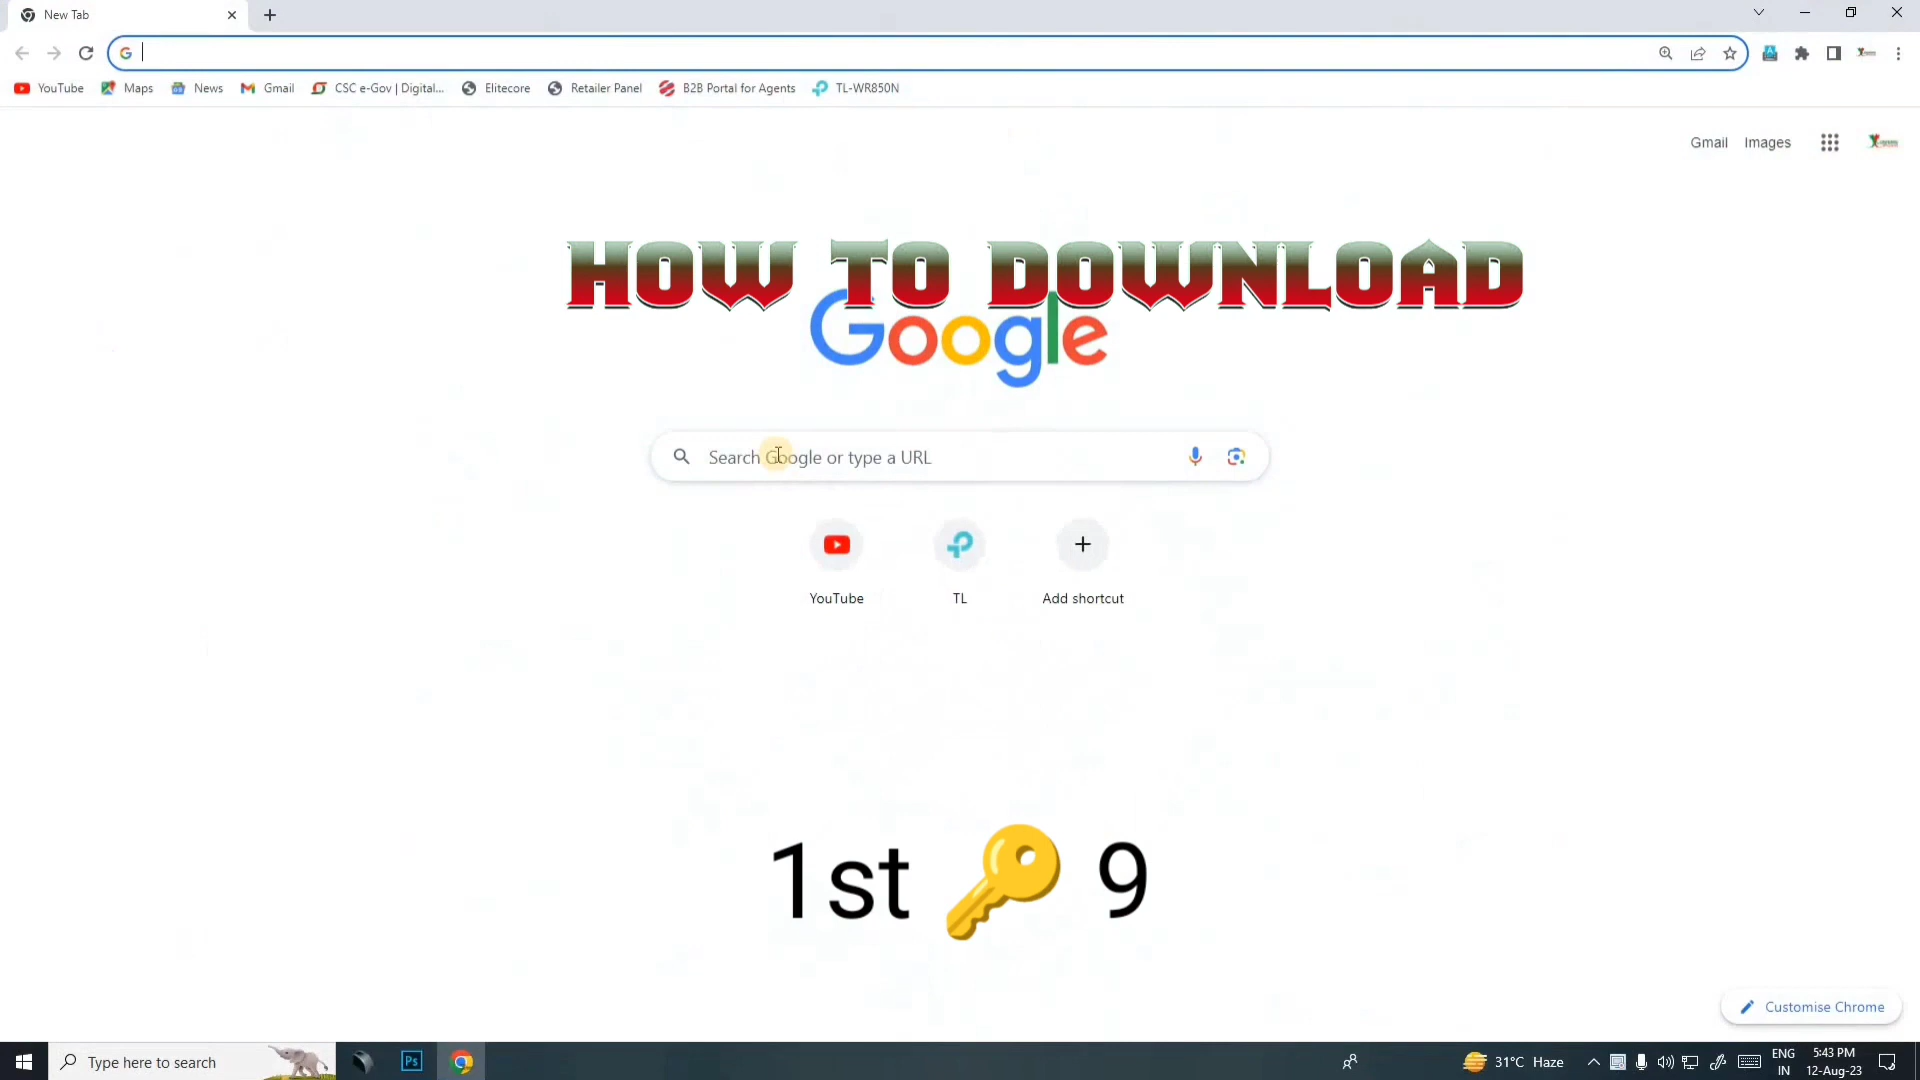 New Tab
YouTube Maps News Gmail CSC e-Gov | Digital... Elitecore Retailer Panel B2B Portal for Agents TL-WR850N
Gmail Images
HOW TO DOWNLOAD
Google
Search Google or type a URL
YouTube TL Add shortcut
1st 🔑 9
Customise Chrome
Type here to search Ps 31°C Haze ENG 5:43 PM
IN 12-Aug-23